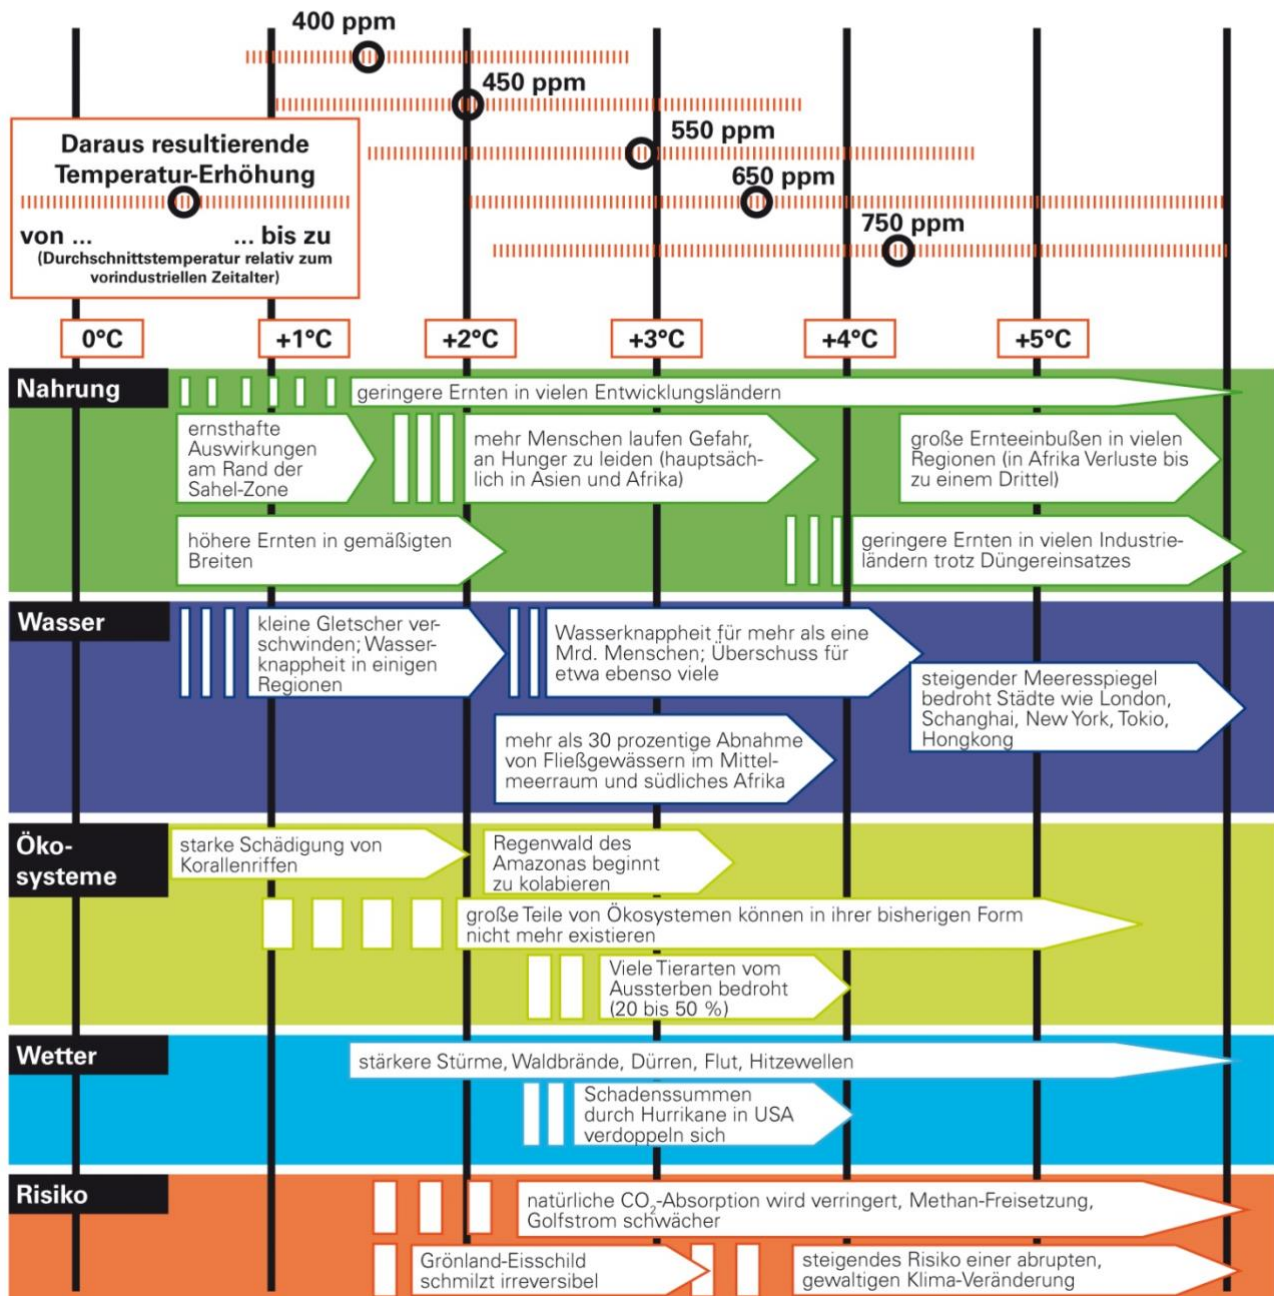 400 ppm
450 ppm
550 ppm
650 ppm
750 ppm
Daraus resultierende
Temperatur-Erhöhung
von ... ... bis zu
(Durchschnittstemperatur relativ zum
vorindustriellen Zeitalter)
0°C +1°C +2°C +3°C +4°C +5°C
Nahrung
geringere Ernten in vielen Entwicklungsländern
ernsthafte
Auswirkungen
am Rand der
Sahel-Zone
mehr Menschen laufen Gefahr,
an Hunger zu leiden (hauptsäch-
lich in Asien und Afrika)
große Ernteeinbußen in vielen
Regionen (in Afrika Verluste bis
zu einem Drittel)
höhere Ernten in gemäßigten
Breiten
geringere Ernten in vielen Industrie-
ländern trotz Düngereinsatzes
Wasser
kleine Gletscher ver-
schwinden; Wasser-
knappheit in einigen
Regionen
Wasserknappheit für mehr als eine
Mrd. Menschen; Überschuss für
etwa ebenso viele
steigender Meeresspiegel
bedroht Städte wie London,
Schanghai, New York, Tokio,
Hongkong
mehr als 30 prozentige Abnahme
von Fließgewässern im Mittel-
meerraum und südliches Afrika
Öko-
systeme
starke Schädigung von
Korallenriffen
Regenwald des
Amazonas beginnt
zu kolabieren
große Teile von Ökosystemen können in ihrer bisherigen Form
nicht mehr existieren
Viele Tierarten vom
Aussterben bedroht
(20 bis 50 %)
Wetter
stärkere Stürme, Waldbrände, Dürren, Flut, Hitzewellen
Schadenssummen
durch Hurrikane in USA
verdoppeln sich
Risiko
natürliche CO₂-Absorption wird verringert, Methan-Freisetzung,
Golfstrom schwächer
Grönland-Eisschild
schmilzt irreversibel
steigendes Risiko einer abrupten,
gewaltigen Klima-Veränderung